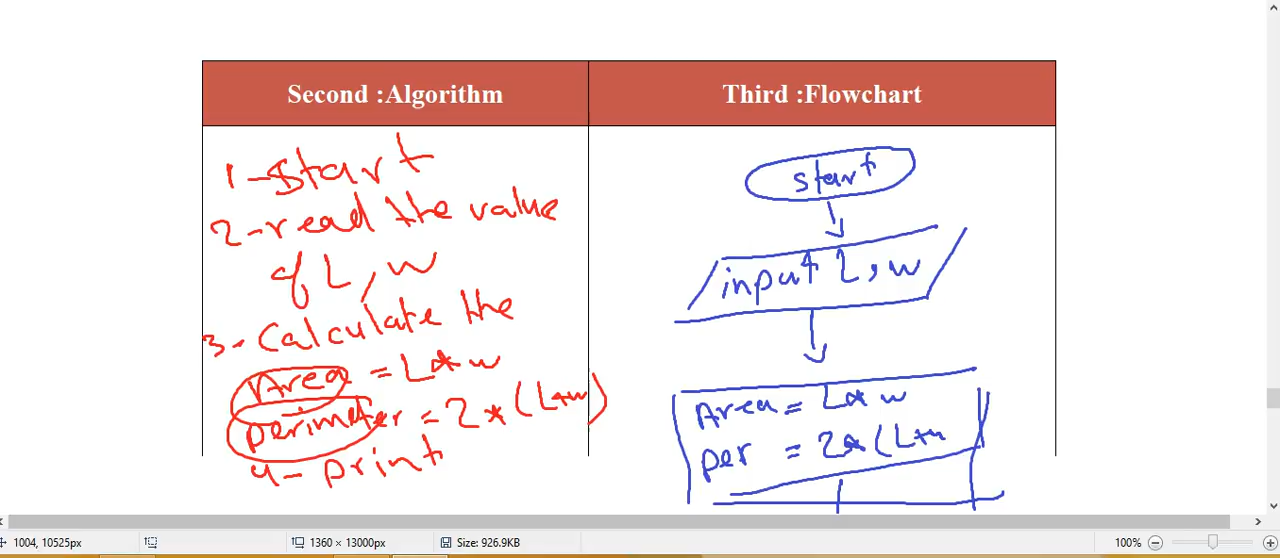 Second :Algorithm
Third :Flowchart
1-start
2-read the value
of L, w
3-Calculate the
Area = L*w
perimeter = 2*(L+w)
4- print
start
input L, w
Area = L*w
per = 2*(L+w
1004, 10525px
1360 × 13000px
Size: 926.9KB
100%